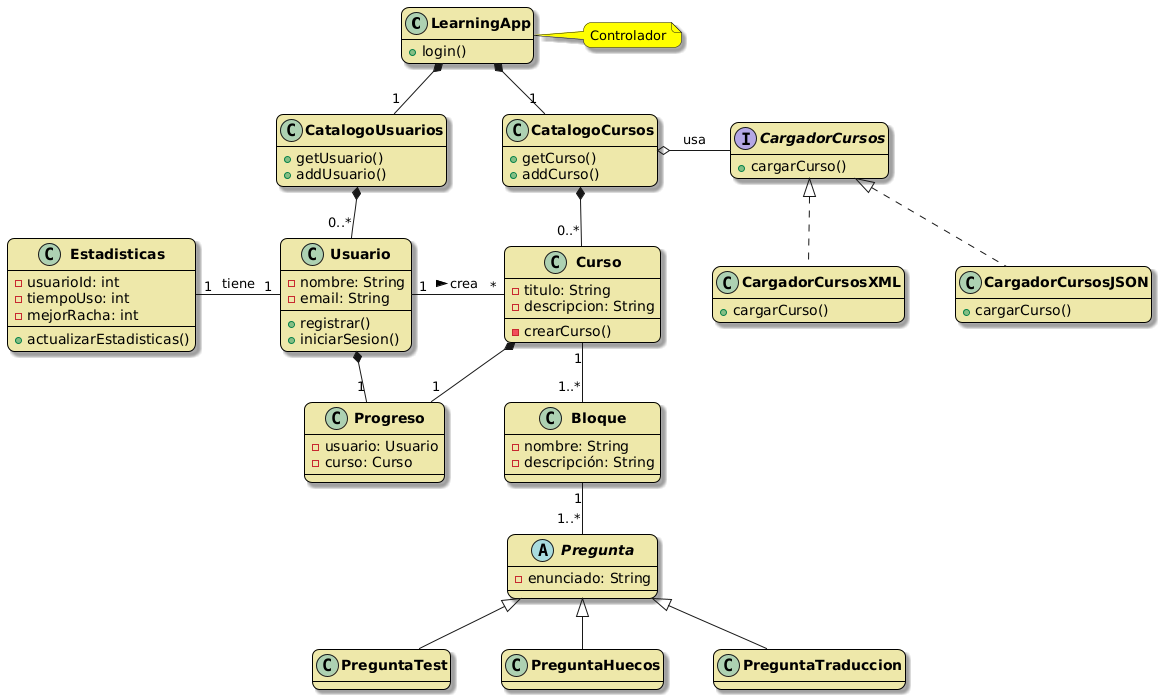 C LearningApp
login()
Controlador
1
1
C CatalogoUsuarios
getUsuario()
addUsuario()
C CatalogoCursos
getCurso()
addCurso()
usa
I CargadorCursos
cargarCurso()
0..*
0..*
C Estadisticas
usuarioId: int
tiempoUso: int
mejorRacha: int
actualizarEstadisticas()
1 tiene 1
C Usuario
nombre: String
email: String
registrar()
iniciarSesion()
1 crea *
C Curso
titulo: String
descripcion: String
crearCurso()
C CargadorCursosXML
cargarCurso()
C CargadorCursosJSON
cargarCurso()
1
1
1
1..*
C Progreso
usuario: Usuario
curso: Curso
C Bloque
nombre: String
descripción: String
1
1..*
A Pregunta
enunciado: String
C PreguntaTest
C PreguntaHuecos
C PreguntaTraduccion